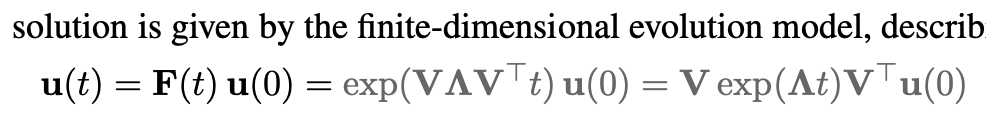 solution is given by the finite-dimensional evolution model, describ
u(t) = F(t) u(0) = exp(VΛV⊤t) u(0) = V exp(Λt)V⊤u(0)